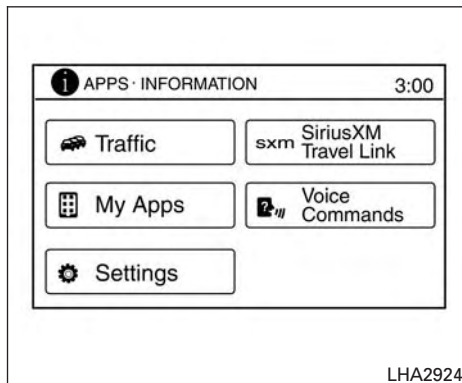 i APPS · INFORMATION 3:00
Traffic
sxm SiriusXM
Travel Link
My Apps
? Voice
Commands
Settings
LHA2924